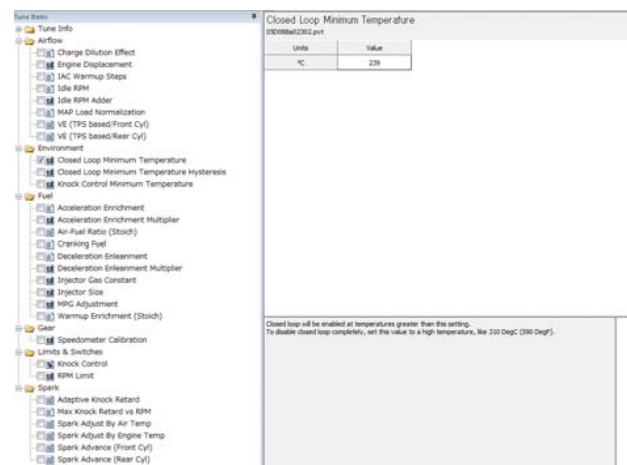 Tune Items
Tune Info
Airflow
Charge Dilution Effect
Engine Displacement
IAC Warmup Steps
Idle RPM
Idle RPM Adder
MAP Load Normalization
VE (TPS based/Front Cyl)
VE (TPS based/Rear Cyl)
Environment
Closed Loop Minimum Temperature
Closed Loop Minimum Temperature Hysteresis
Knock Control Minimum Temperature
Fuel
Acceleration Enrichment
Acceleration Enrichment Multiplier
Air-Fuel Ratio (Stoich)
Cranking Fuel
Deceleration Enleanment
Deceleration Enleanment Multiplier
Injector Gas Constant
Injector Size
MPG Adjustment
Warmup Enrichment (Stoich)
Gear
Speedometer Calibration
Limits & Switches
Knock Control
RPM Limit
Spark
Adaptive Knock Retard
Max Knock Retard vs RPM
Spark Adjust By Air Temp
Spark Adjust By Engine Temp
Spark Advance (Front Cyl)
Spark Advance (Rear Cyl)
Closed Loop Minimum Temperature
Units Value
°C 239
Closed loop will be enabled at temperatures greater than this setting.
To disable closed loop completely, set this value to a high temperature, like 310 DegC (590 DegF).